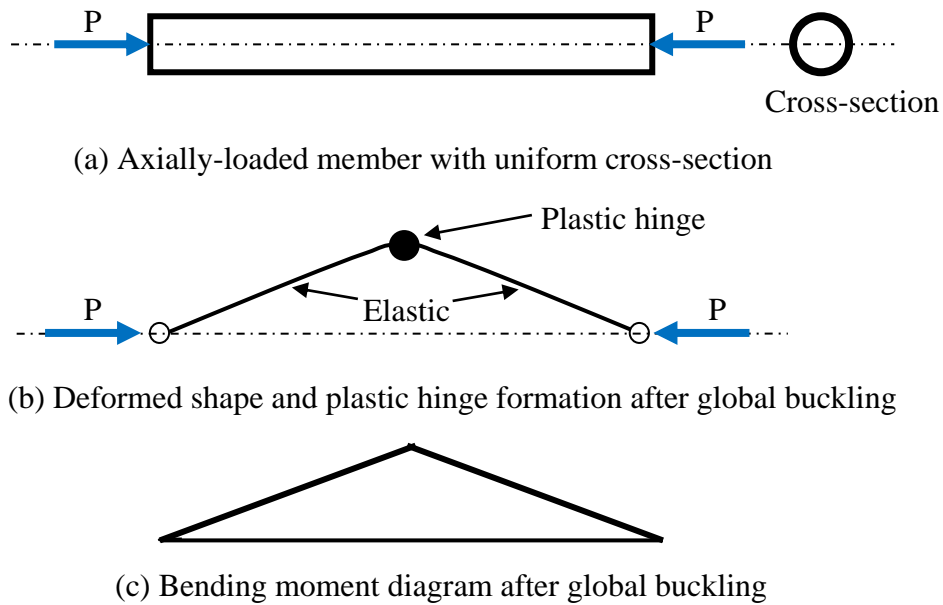 P
P
Cross-section
(a) Axially-loaded member with uniform cross-section
Plastic hinge
Elastic
P
P
(b) Deformed shape and plastic hinge formation after global buckling
(c) Bending moment diagram after global buckling